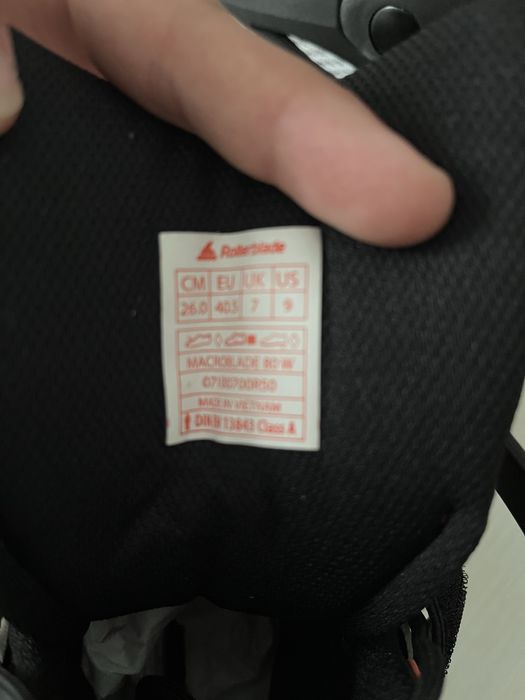 Rollerblade
CM EU UK US
26.0 40.5 7 9
MACROBLADE 80 W
MADE IN VIETNAM
DIN EN 13843 Class A